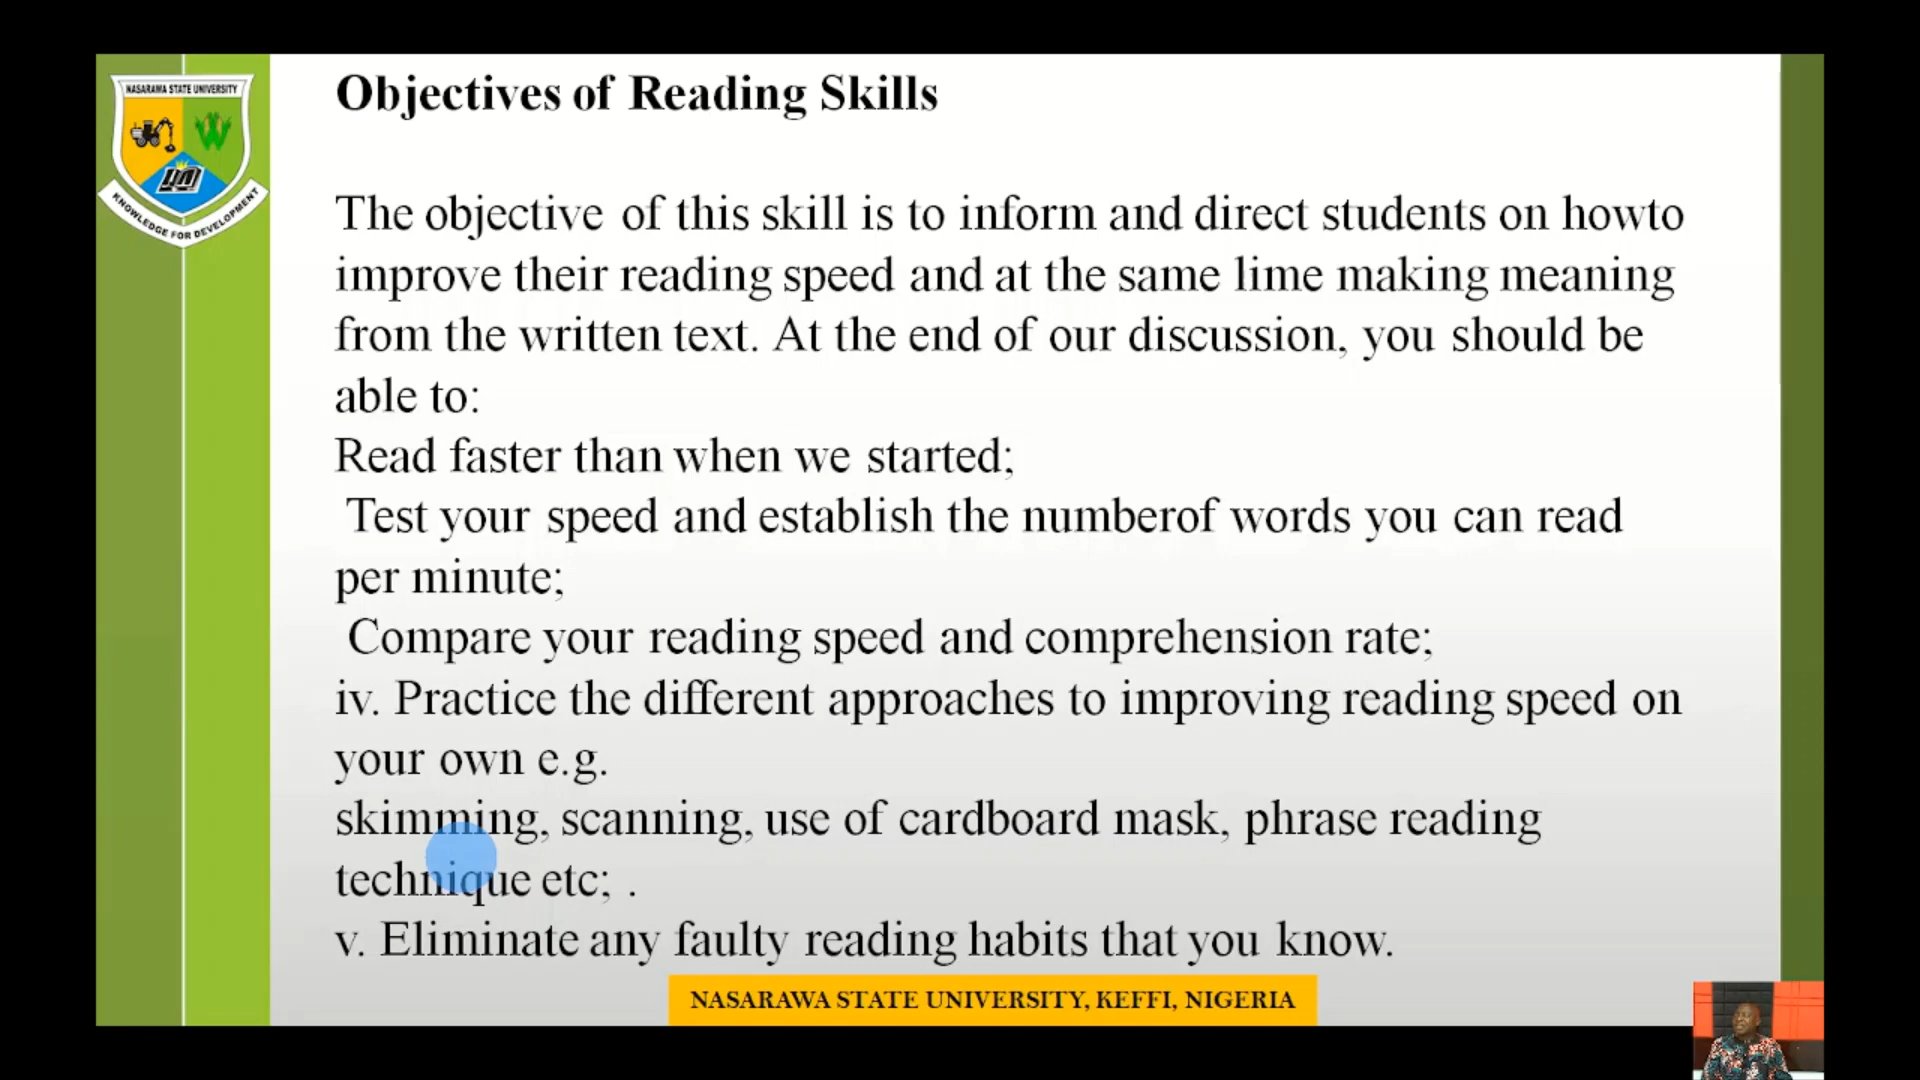 NASARAWA STATE UNIVERSITY
KNOWLEDGE FOR DEVELOPMENT
Objectives of Reading Skills
The objective of this skill is to inform and direct students on howto
improve their reading speed and at the same lime making meaning
from the written text. At the end of our discussion, you should be
able to:
Read faster than when we started;
Test your speed and establish the numberof words you can read
per minute;
Compare your reading speed and comprehension rate;
iv. Practice the different approaches to improving reading speed on
your own e.g.
skimming, scanning, use of cardboard mask, phrase reading
technique etc; .
v. Eliminate any faulty reading habits that you know.
NASARAWA STATE UNIVERSITY, KEFFI, NIGERIA